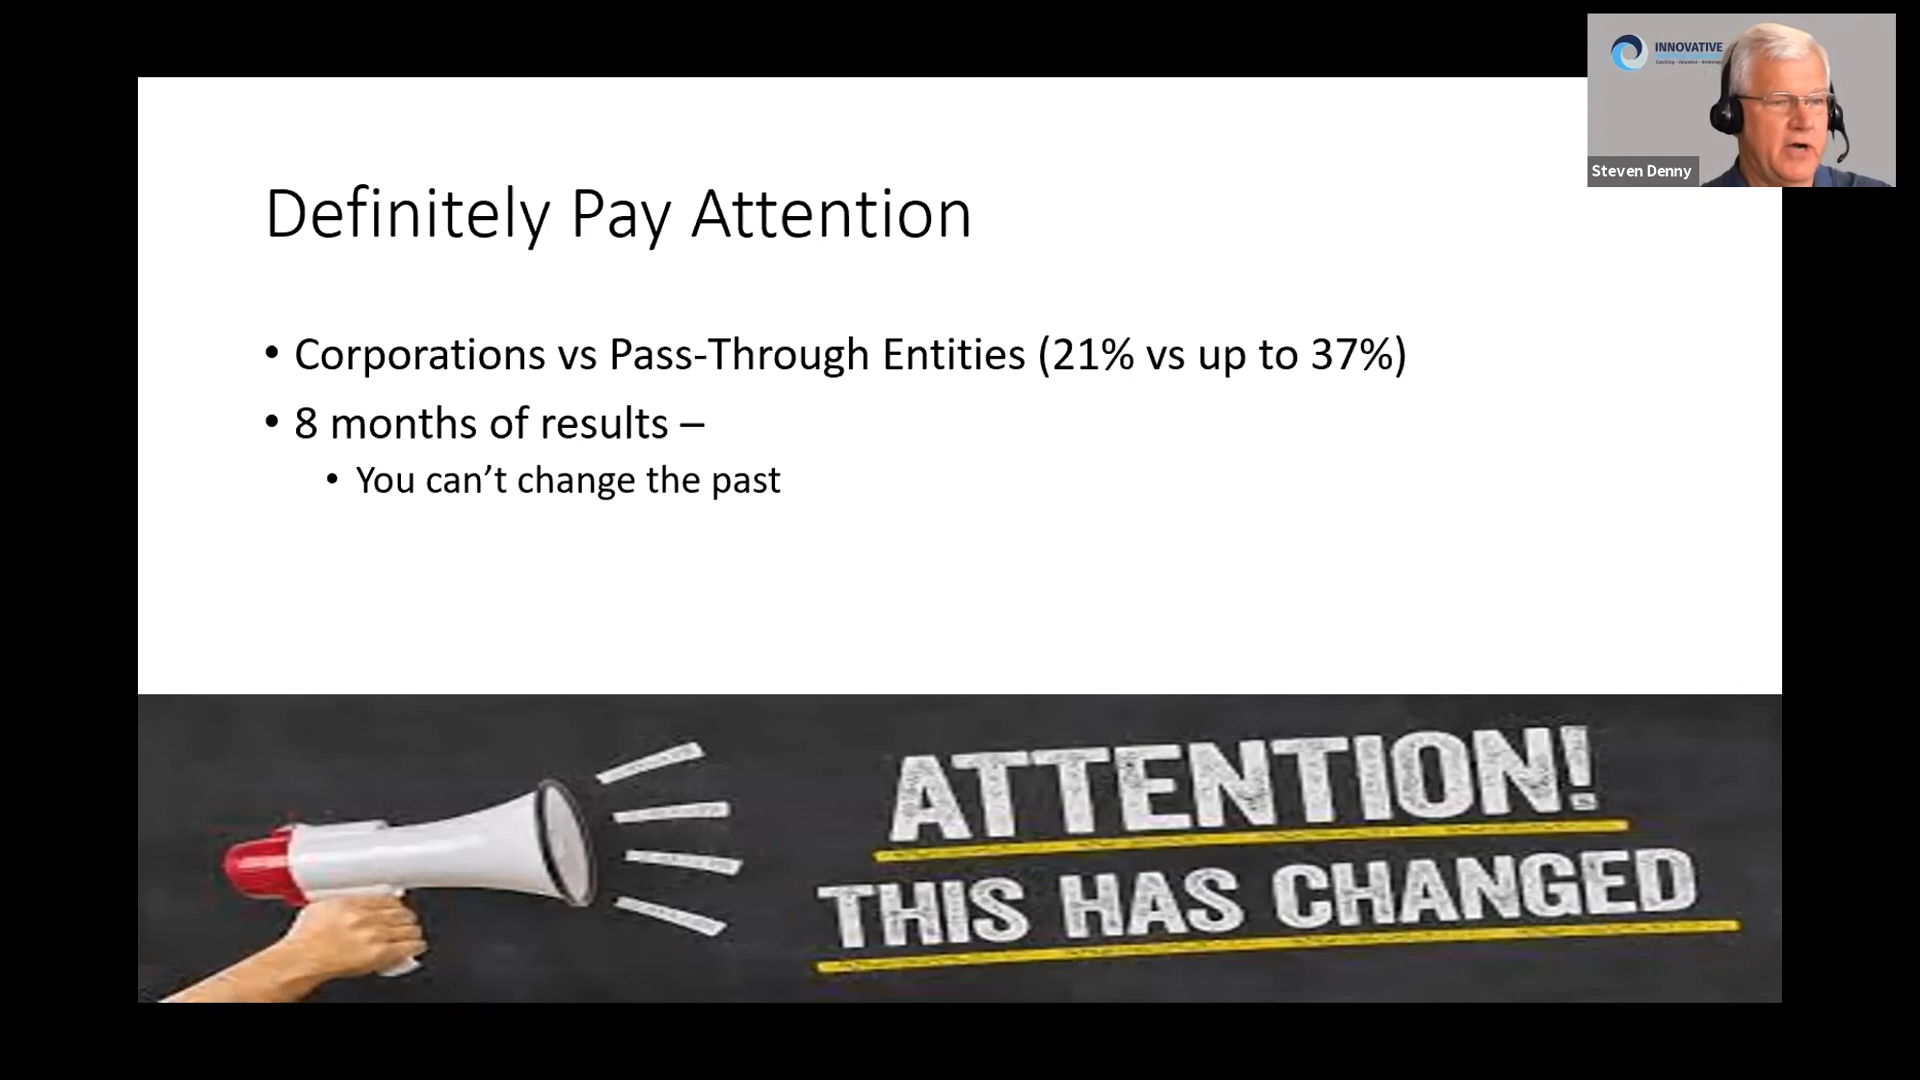 INNOVATIVE
Steven Denny
Definitely Pay Attention
• Corporations vs Pass-Through Entities (21% vs up to 37%)
• 8 months of results –
• You can’t change the past
ATTENTION!
THIS HAS CHANGED